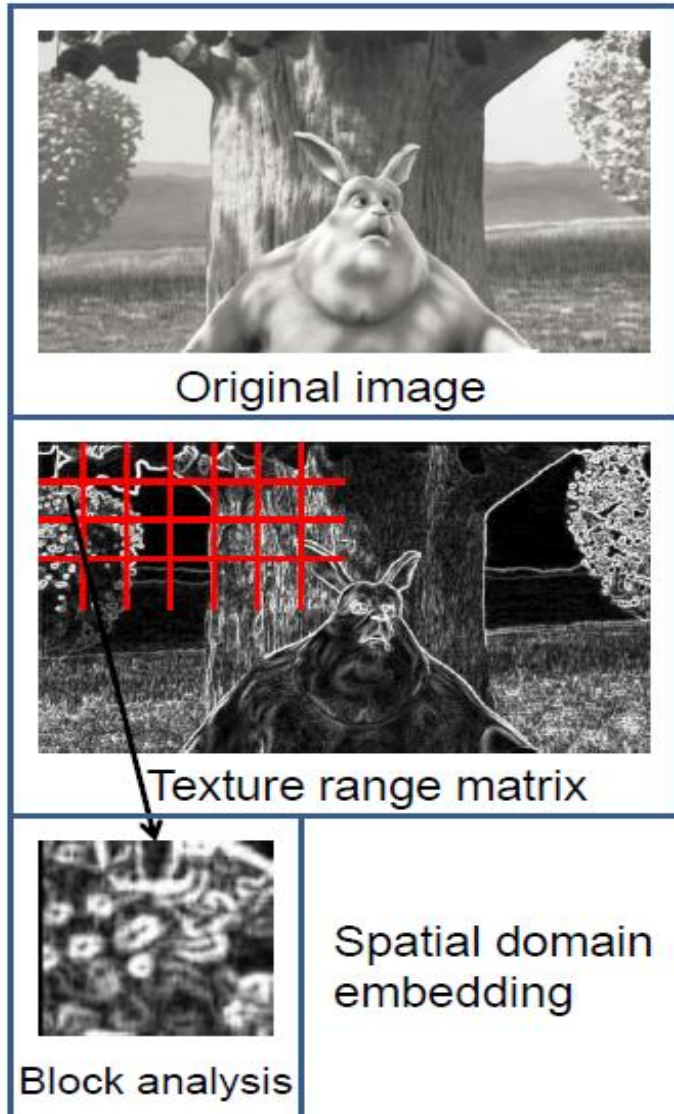 Original image
Texture range matrix
Block analysis
Spatial domain
embedding